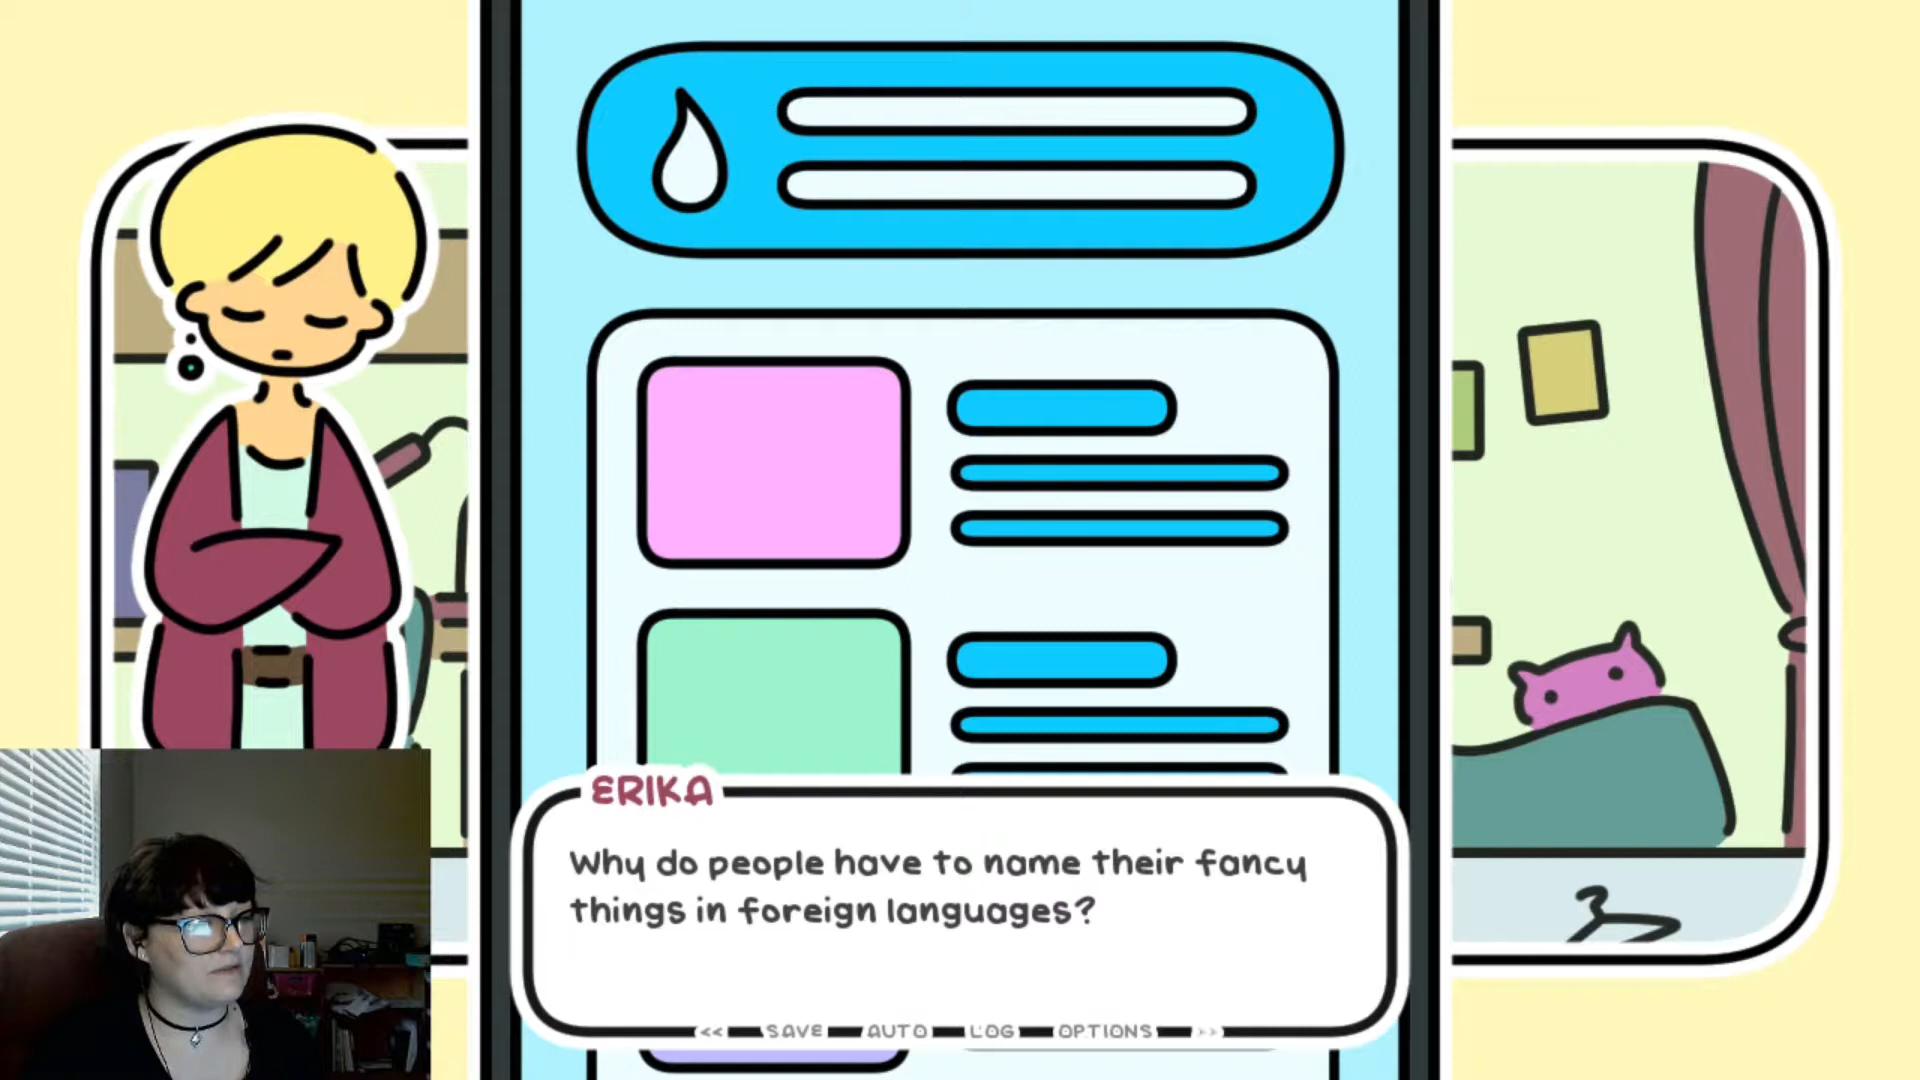 ERIKA
Why do people have to name their fancy
things in foreign languages?
<< SAVE AUTO LOG OPTIONS >>